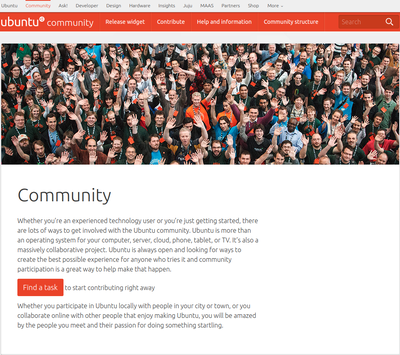 Ubuntu Community Ask! Developer Design Hardware Insights Juju MAAS Partners Shop More
ubuntu community Release widget Contribute Help and information Community structure Search
Community
Whether you're an experienced technology user or you're just getting started, there
are lots of ways to get involved with the Ubuntu community. Ubuntu is more
than an operating system for your computer, server, cloud, phone, tablet, or TV. It's also a
massively collaborative project. Ubuntu is always open and looking for ways to
create the best possible experience for anyone who tries it and community
participation is a great way to help make that happen.
Find a task to start contributing right away
Whether you participate in Ubuntu locally with people in your city or town, or you
collaborate online with other people that enjoy making Ubuntu, you will be amazed
by the people you meet and their passion for doing something startling.